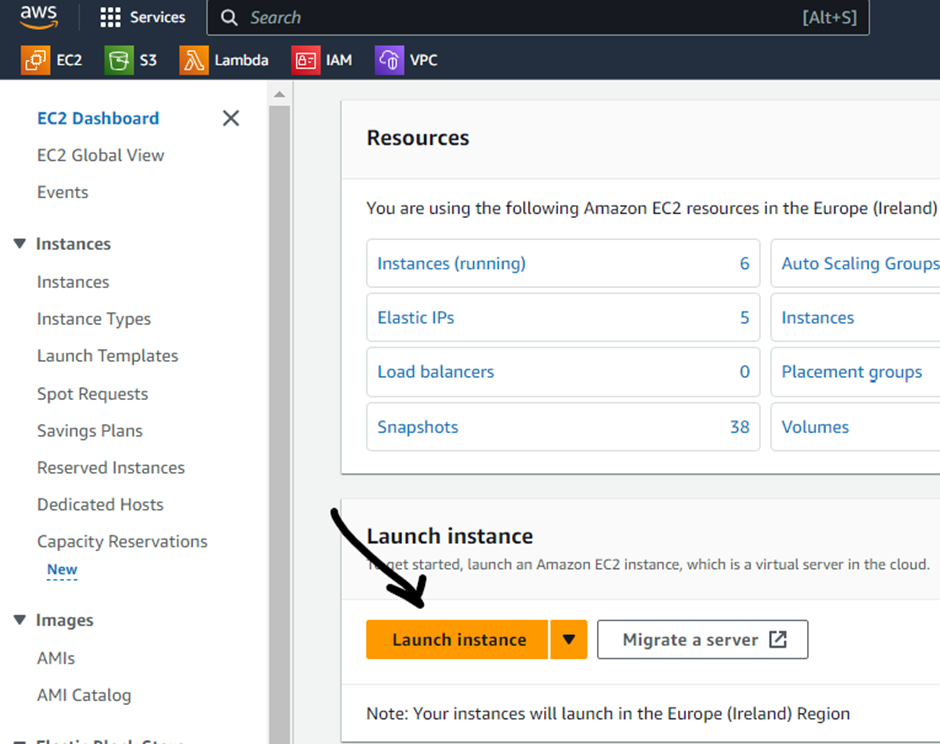 aws
Services
Search
[Alt+S]
EC2
S3
Lambda
IAM
VPC
EC2 Dashboard
EC2 Global View
Events
Instances
Instances
Instance Types
Launch Templates
Spot Requests
Savings Plans
Reserved Instances
Dedicated Hosts
Capacity Reservations
New
Images
AMIs
AMI Catalog
Elastic Block Store
Resources
You are using the following Amazon EC2 resources in the Europe (Ireland)
Instances (running) 6
Auto Scaling Groups
Elastic IPs 5
Instances
Load balancers 0
Placement groups
Snapshots 38
Volumes
Launch instance
To get started, launch an Amazon EC2 instance, which is a virtual server in the cloud.
Launch instance
Migrate a server
Note: Your instances will launch in the Europe (Ireland) Region